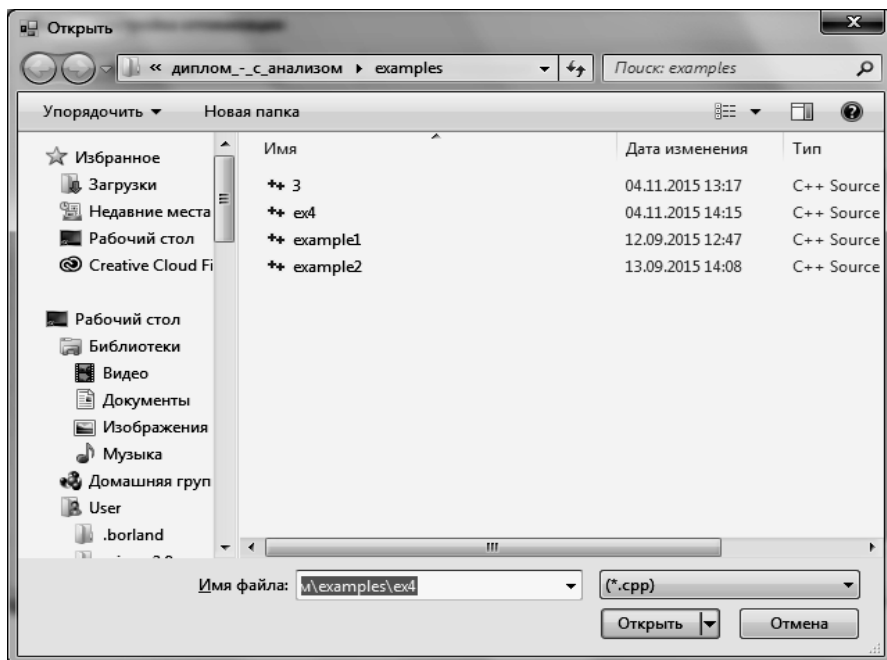 Открыть
« диплом_-_с_анализом ▸ examples
Поиск: examples
Упорядочить ▼ Новая папка
Имя Дата изменения Тип
3 04.11.2015 13:17 C++ Source
ex4 04.11.2015 14:15 C++ Source
example1 12.09.2015 12:47 C++ Source
example2 13.09.2015 14:08 C++ Source
Избранное
Загрузки
Недавние места
Рабочий стол
Creative Cloud Fi
Рабочий стол
Библиотеки
Видео
Документы
Изображения
Музыка
Домашняя груп
User
.borland
Имя файла: м\examples\ex4
(*.cpp)
Открыть
Отмена